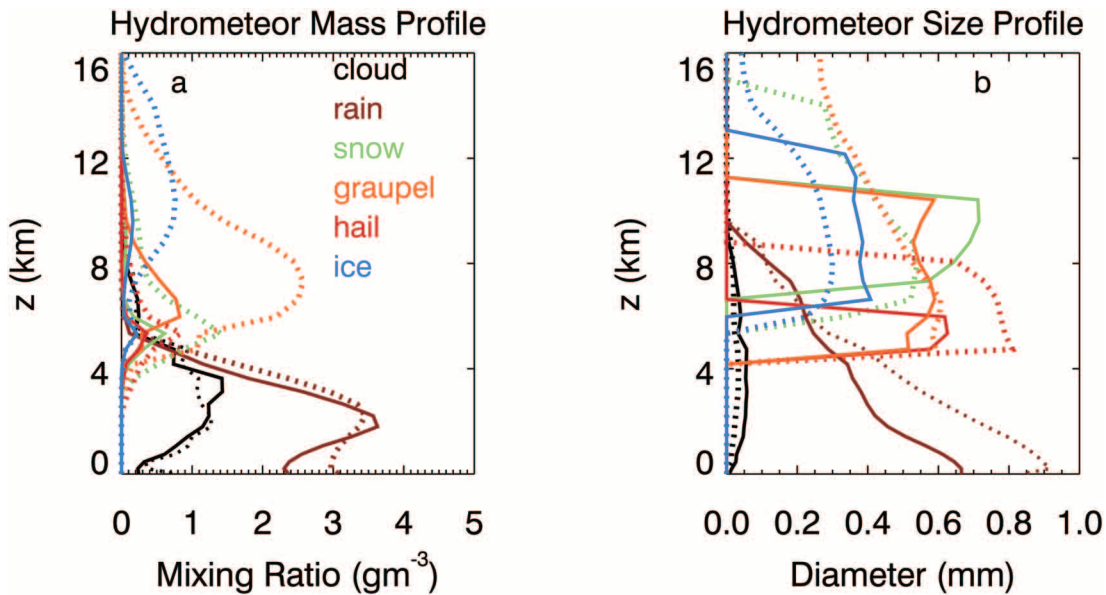 Hydrometeor Mass Profile
16
12
8
4
0
z (km)
a
cloud
rain
snow
graupel
hail
ice
0 1 2 3 4 5
Mixing Ratio (gm⁻³)
Hydrometeor Size Profile
16
12
8
4
0
z (km)
b
0.0 0.2 0.4 0.6 0.8 1.0
Diameter (mm)